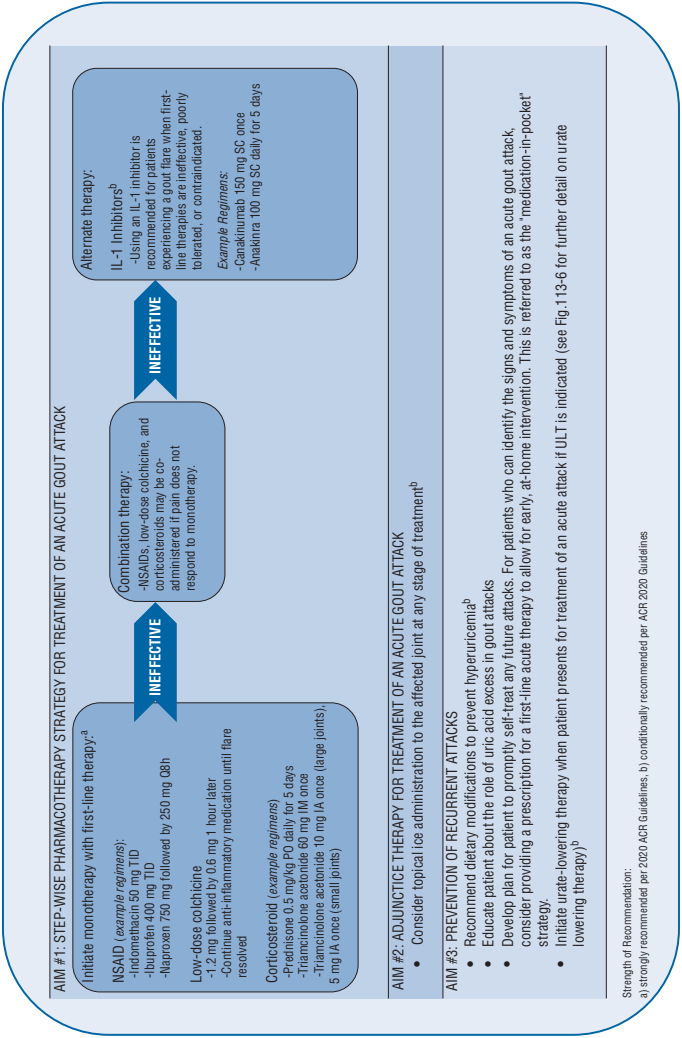 AIM #1: STEP-WISE PHARMACOTHERAPY STRATEGY FOR TREATMENT OF AN ACUTE GOUT ATTACK
Initiate monotherapy with first-line therapy:a
NSAID (example regimens):
-Indomethacin 50 mg TID
-Ibuprofen 400 mg TID
-Naproxen 750 mg followed by 250 mg Q8h
Low-dose colchicine
-1.2 mg followed by 0.6 mg 1 hour later
-Continue anti-inflammatory medication until flare
resolved
Corticosteroid (example regimens)
-Prednisone 0.5 mg/kg PO daily for 5 days
-Triamcinolone acetonide 60 mg IM once
-Triamcinolone acetonide 10 mg IA once (large joints),
5 mg IA once (small joints)
INEFFECTIVE
Combination therapy:
-NSAIDs, low-dose colchicine, and
corticosteroids may be co-
administered if pain does not
respond to monotherapy.
INEFFECTIVE
Alternate therapy:
IL-1 Inhibitorsb
-Using an IL-1 inhibitor is
recommended for patients
experiencing a gout flare when first-
line therapies are ineffective, poorly
tolerated, or contraindicated.
Example Regimens:
-Canakinumab 150 mg SC once
-Anakinra 100 mg SC daily for 5 days
AIM #2: ADJUNCTICE THERAPY FOR TREATMENT OF AN ACUTE GOUT ATTACK
• Consider topical ice administration to the affected joint at any stage of treatmentb
AIM #3: PREVENTION OF RECURRENT ATTACKS
• Recommend dietary modifications to prevent hyperuricemiab
• Educate patient about the role of uric acid excess in gout attacks
• Develop plan for patient to promptly self-treat any future attacks. For patients who can identify the signs and symptoms of an acute gout attack,
consider providing a prescription for a first-line acute therapy to allow for early, at-home intervention. This is referred to as the "medication-in-pocket"
strategy.
• Initiate urate-lowering therapy when patient presents for treatment of an acute attack if ULT is indicated (see Fig.113-6 for further detail on urate
lowering therapy)b
Strength of Recommendation:
a) strongly recommended per 2020 ACR Guidelines, b) conditionally recommended per ACR 2020 Guidelines